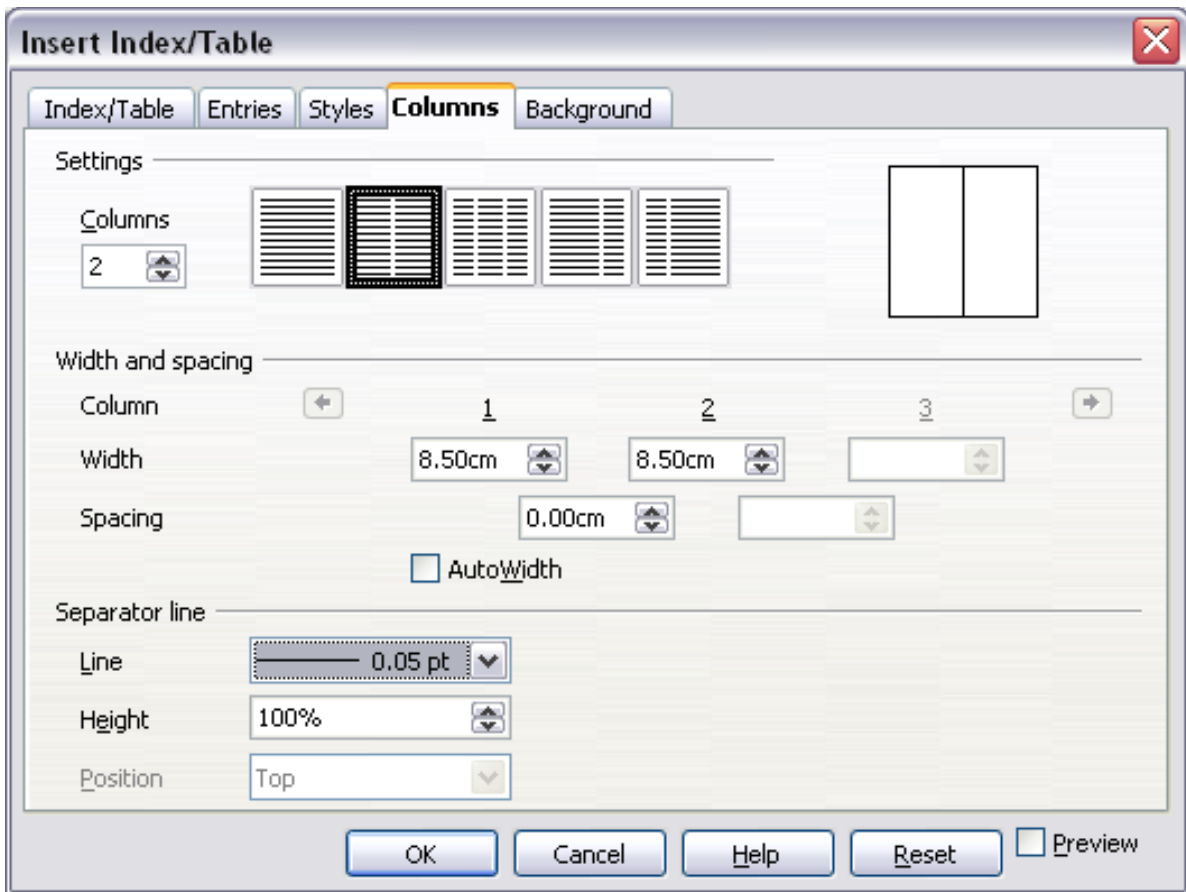 Insert Index/Table
Index/Table Entries Styles Columns Background
Settings
Columns
2
Width and spacing
Column 1 2 3
Width 8.50cm 8.50cm
Spacing 0.00cm
AutoWidth
Separator line
Line 0.05 pt
Height 100%
Position Top
OK Cancel Help Reset Preview